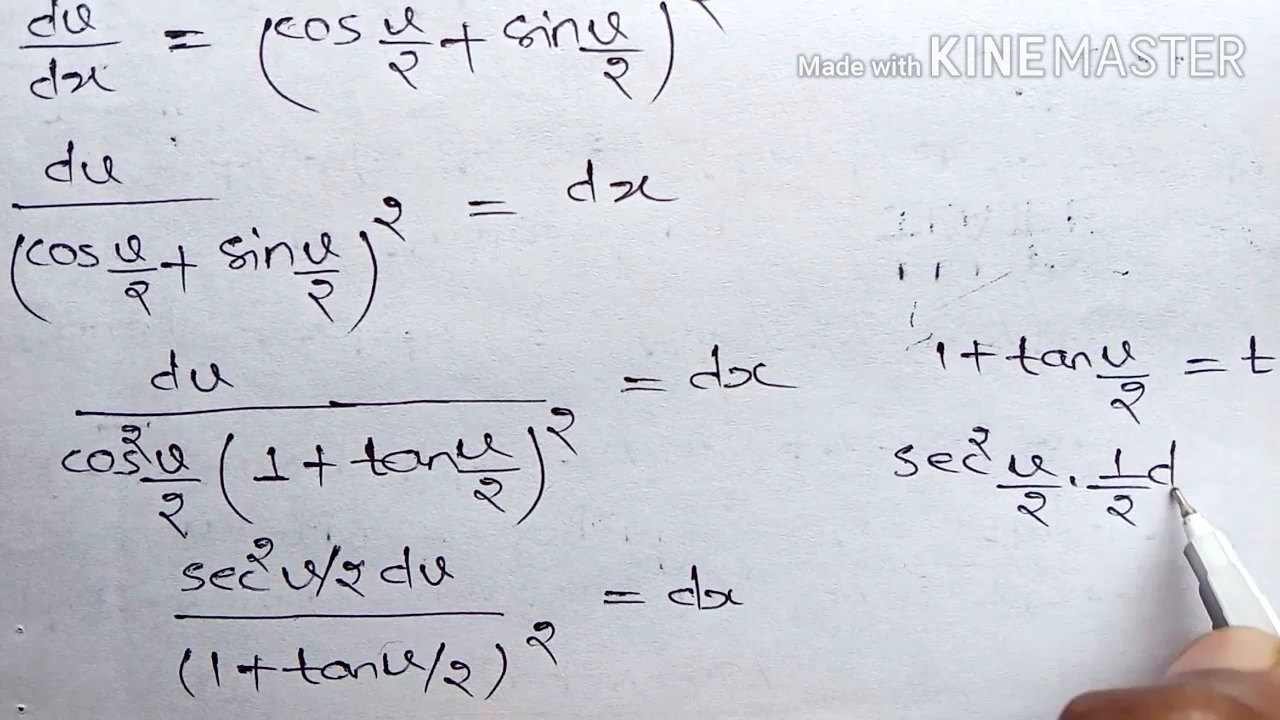 du/dx = (cos u/2 + sin u/2)²
Made with KINEMASTER
du/(cos u/2 + sin u/2)² = dx
du/(cos² u/2 (1 + tan u/2)²) = dx
1 + tan u/2 = t
sec² u/2 . 1/2 d
sec² u/2 du/(1 + tan u/2)² = dx